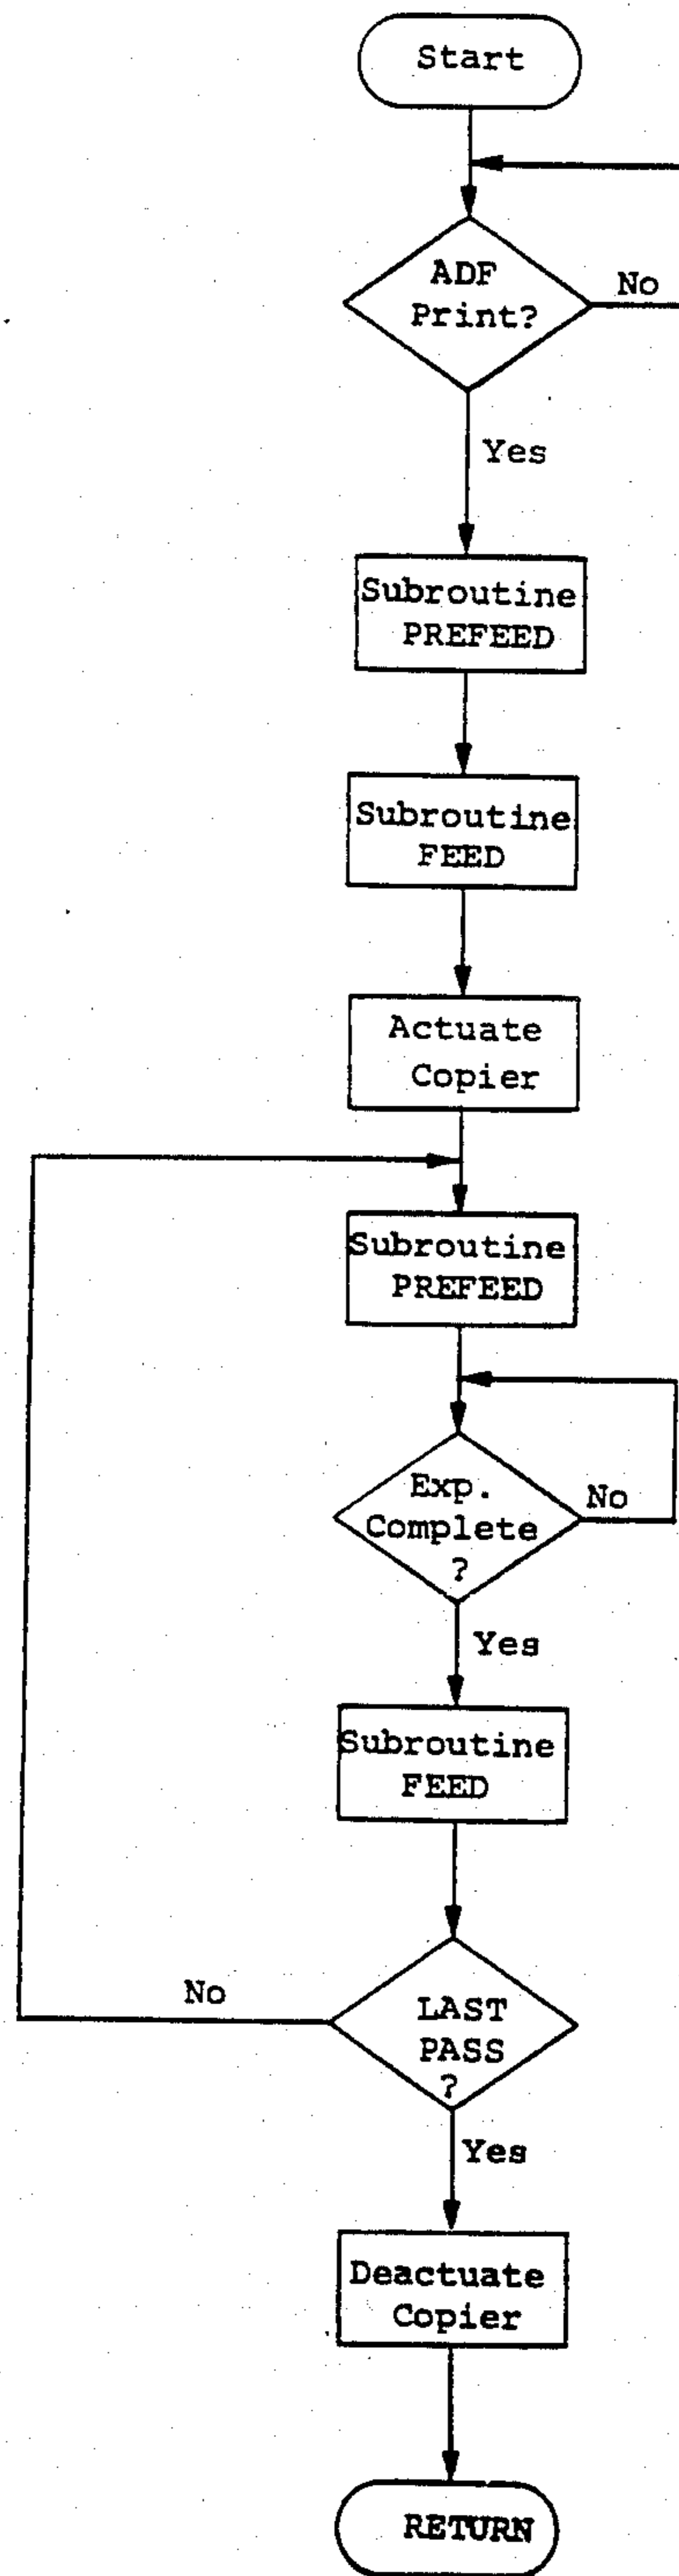 Start
ADF
Print?
No
Yes
Subroutine
PREFEED
Subroutine
FEED
Actuate
Copier
Subroutine
PREFEED
Exp.
Complete
?
No
Yes
Subroutine
FEED
No
LAST
PASS
?
Yes
Deactuate
Copier
RETURN